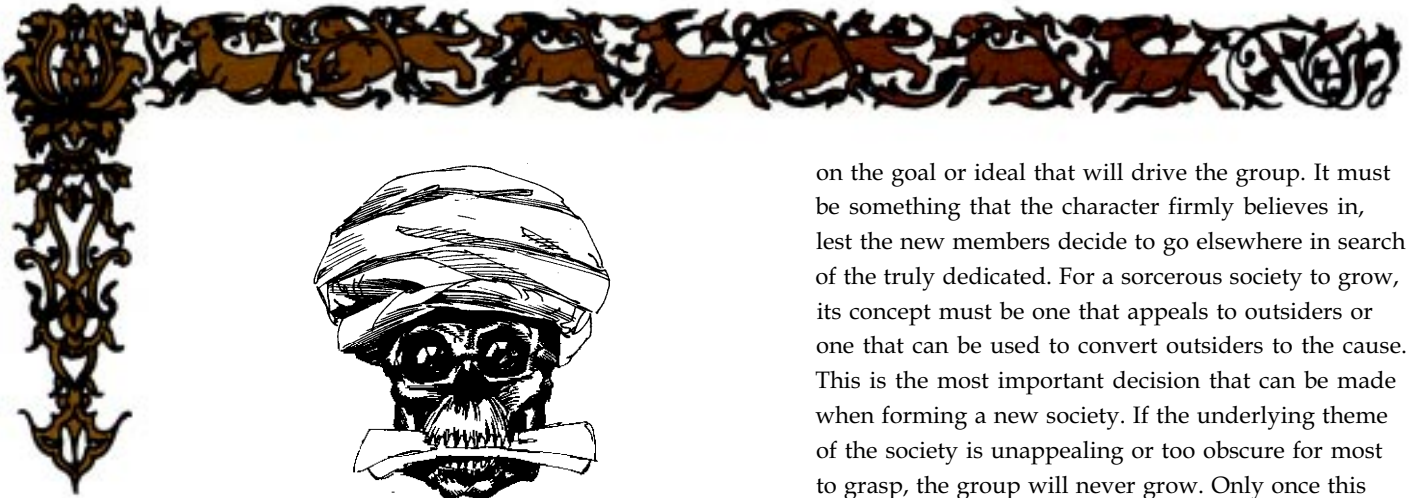 on the goal or ideal that will drive the group. It must
be something that the character firmly believes in,
lest the new members decide to go elsewhere in search
of the truly dedicated. For a sorcerous society to grow,
its concept must be one that appeals to outsiders or
one that can be used to convert outsiders to the cause.
This is the most important decision that can be made
when forming a new society. If the underlying theme
of the society is unappealing or too obscure for most
to grasp, the group will never grow. Only once this